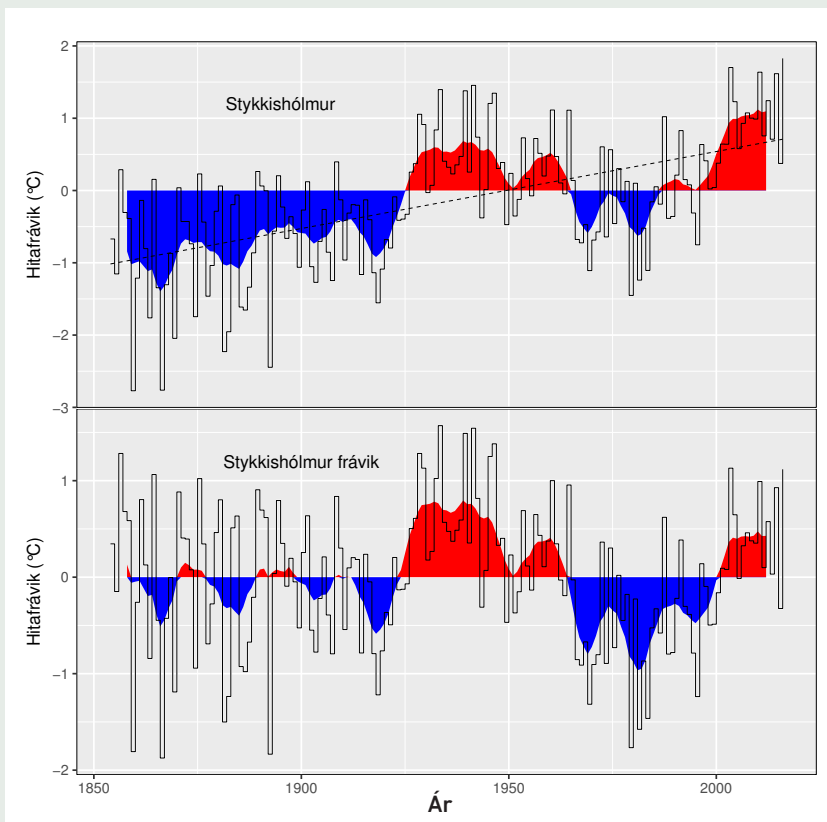 2
Stykkishólmur
1
0
−1
−2
−3
Hitafrávik (°C)
Stykkishólmur frávik
1
0
−1
−2
Hitafrávik (°C)
1850
1900
1950
2000
Ár